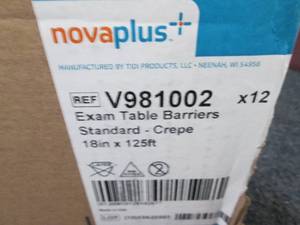 novaplus+
MANUFACTURED BY TIDI PRODUCTS, LLC • NEENAH, WI 54956
REF V981002 x12
Exam Table Barriers
Standard - Crepe
18in x 125ft